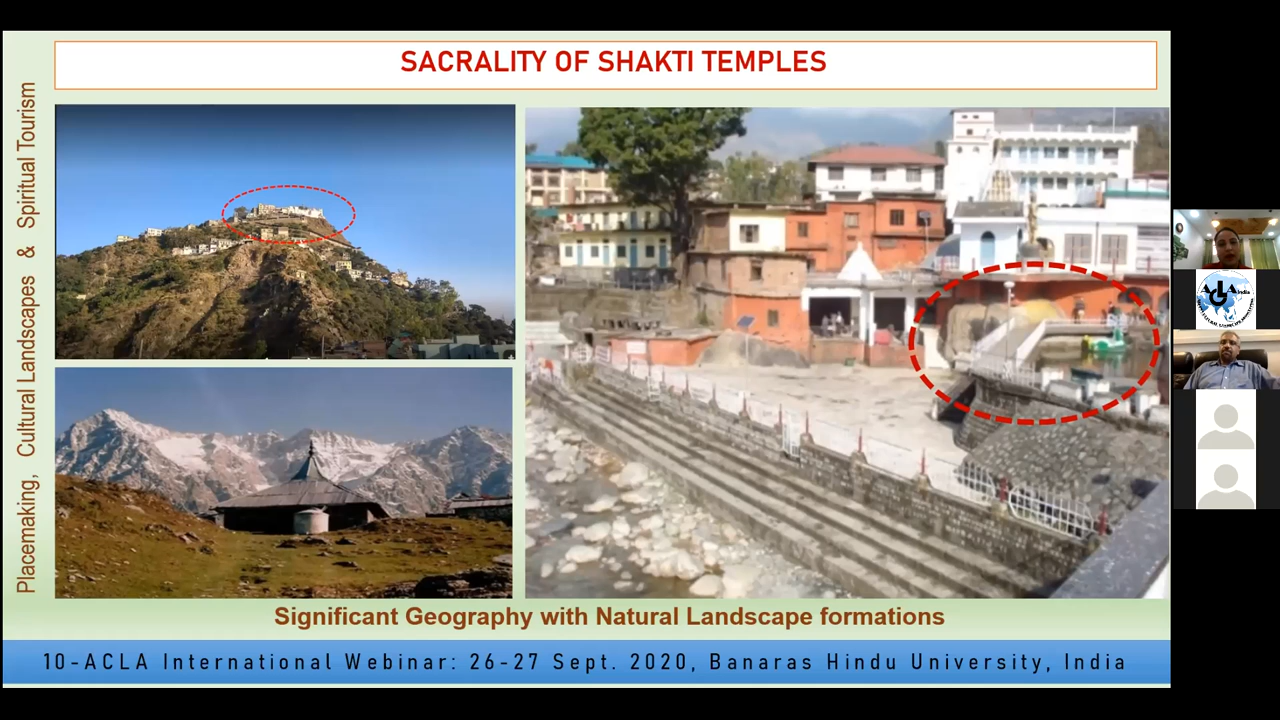 SACRALITY OF SHAKTI TEMPLES
Placemaking, Cultural Landscapes & Spiritual Tourism
Significant Geography with Natural Landscape formations
10-ACLA International Webinar: 26-27 Sept. 2020, Banaras Hindu University, India